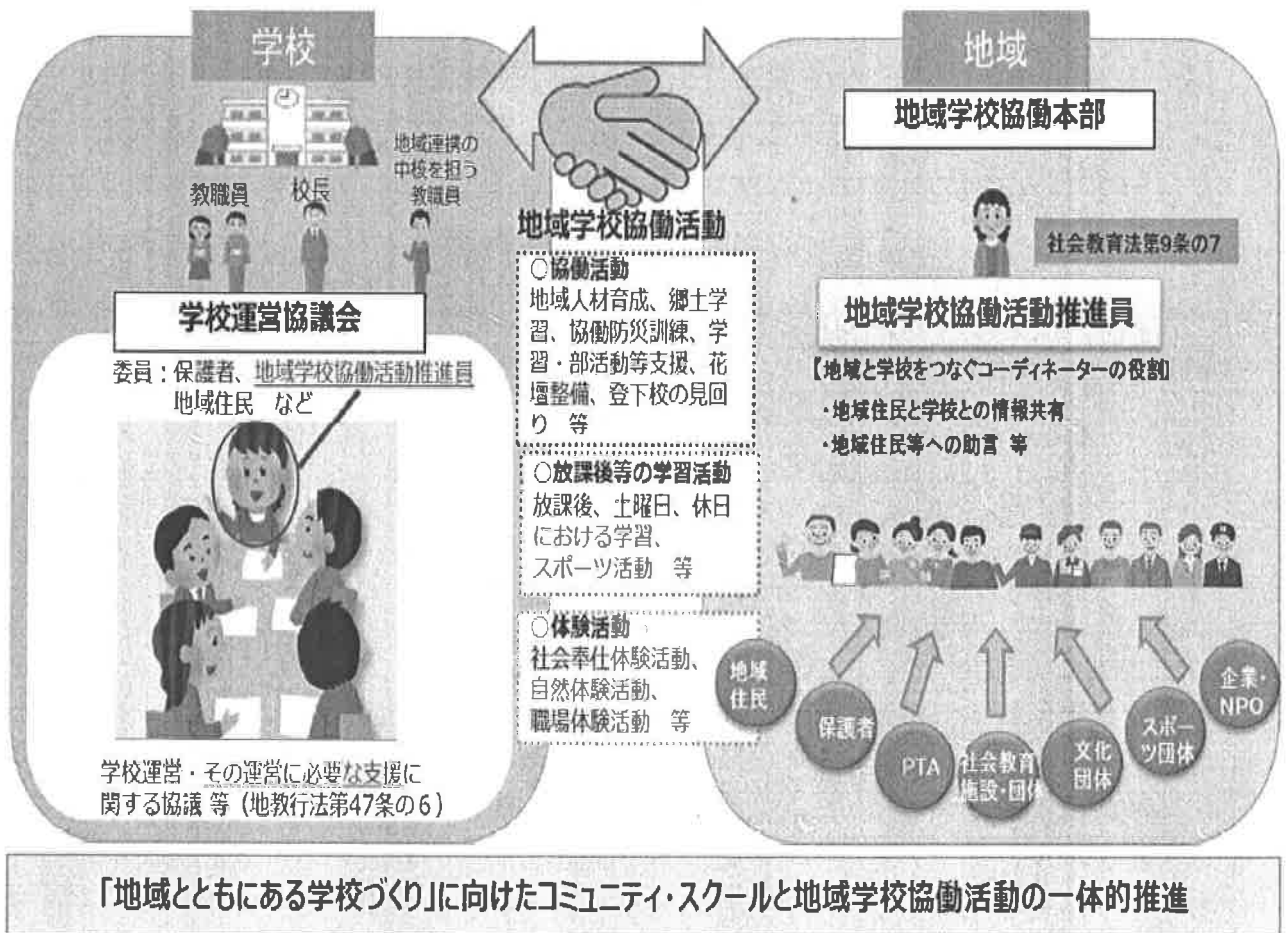 学校
教職員
校長
地域連携の
中核を担う
教職員
学校運営協議会
委員：保護者、地域学校協働活動推進員
地域住民　など
学校運営・その運営に必要な支援に
関する協議 等（地教行法第47条の６）
地域学校協働活動
○協働活動
地域人材育成、郷土学
習、協働防災訓練、学
習・部活動等支援、花
壇整備、登下校の見回
り　等
○放課後等の学習活動
放課後、土曜日、休日
における学習、
スポーツ活動　等
○体験活動
社会奉仕体験活動、
自然体験活動、
職場体験活動　等
地域
地域学校協働本部
社会教育法第9条の7
地域学校協働活動推進員
【地域と学校をつなぐコーディネーターの役割】
・地域住民と学校との情報共有
・地域住民等への助言 等
地域
住民
保護者
PTA
社会教育
施設・団体
文化
団体
スポー
ツ団体
企業・
NPO
「地域とともにある学校づくり」に向けたコミュニティ・スクールと地域学校協働活動の一体的推進